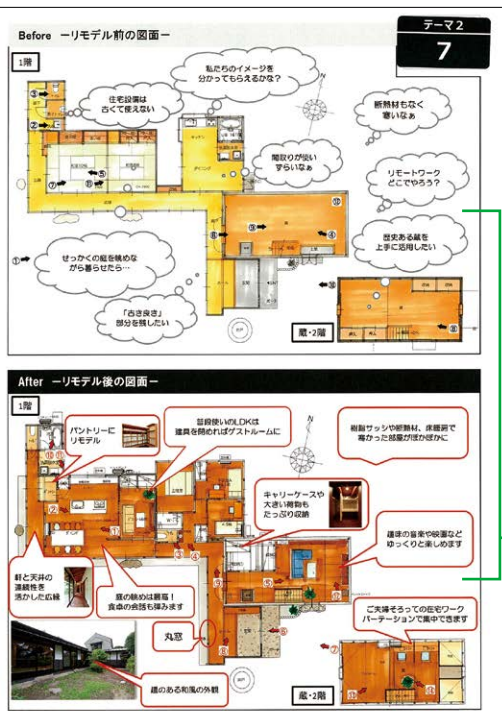 Before －リモデル前の図面－
テーマ2
7
1階
私たちのイメージを
分かってもらえるかな？
住宅設備は
古くて使えない
断熱材もなく
寒いなぁ
間取りが使い
ずらいなぁ
リモートワーク
どこでやろう？
歴史ある蔵を
上手に活用したい
せっかくの庭を眺めな
がら暮らせたら…
「古き良さ」
部分を残したい
蔵・2階
After －リモデル後の図面－
1階
パントリーに
リモデル
普段使いのLDKは
建具を閉めればゲストルームに
樹脂サッシや断熱材、床暖房で
寒かった部屋がぽかぽかに
キャリーケースや
大きい荷物も
たっぷり収納
趣味の音楽や映画など
ゆっくりと楽しめます
軒と天井の
連続性を
活かした広縁
庭の眺めは最高！
食卓の会話も弾みます
丸窓
ご夫婦そろっての在宅ワーク
パーテーションで集中できます
趣のある和風の外観
蔵・2階